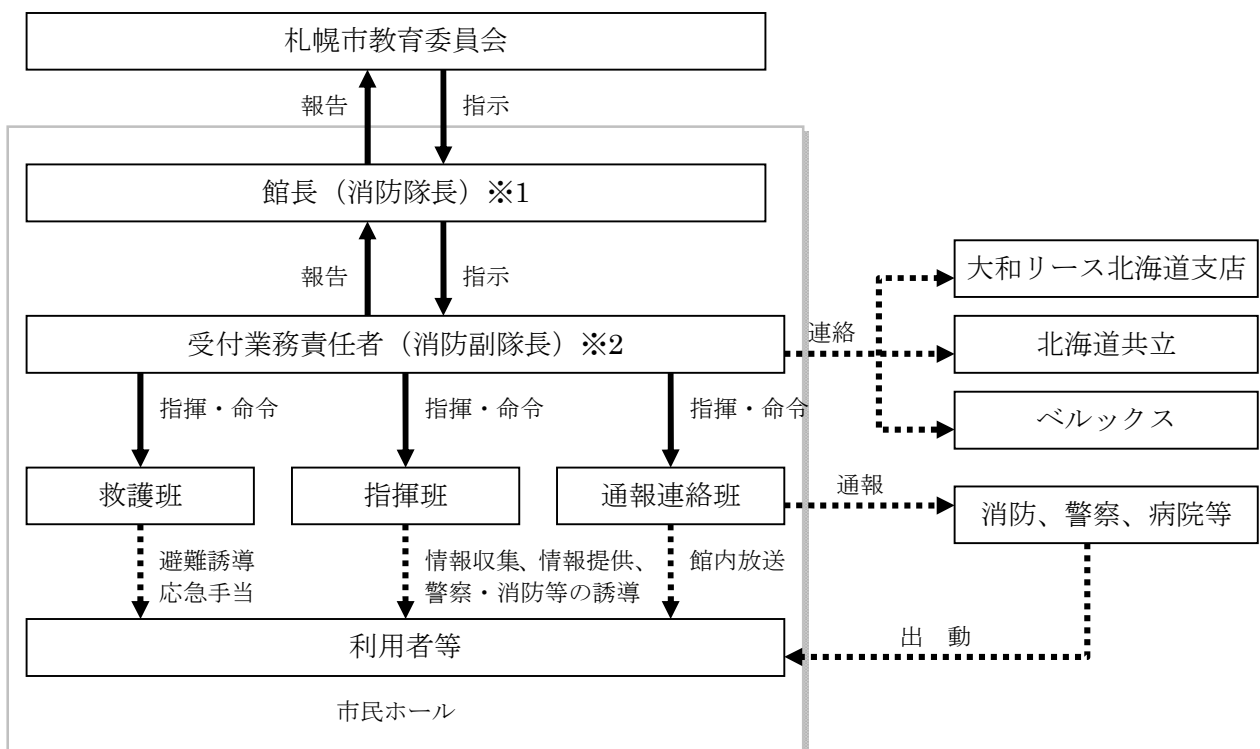 札幌市教育委員会
報告
指示
館長（消防隊長）※1
報告
指示
大和リース北海道支店
受付業務責任者（消防副隊長）※2
連絡
北海道共立
指揮・命令
指揮・命令
指揮・命令
ベルックス
救護班
指揮班
通報連絡班
通報
消防、警察、病院等
避難誘導
応急手当
情報収集、情報提供、
警察・消防等の誘導
館内放送
利用者等
出　動
市民ホール